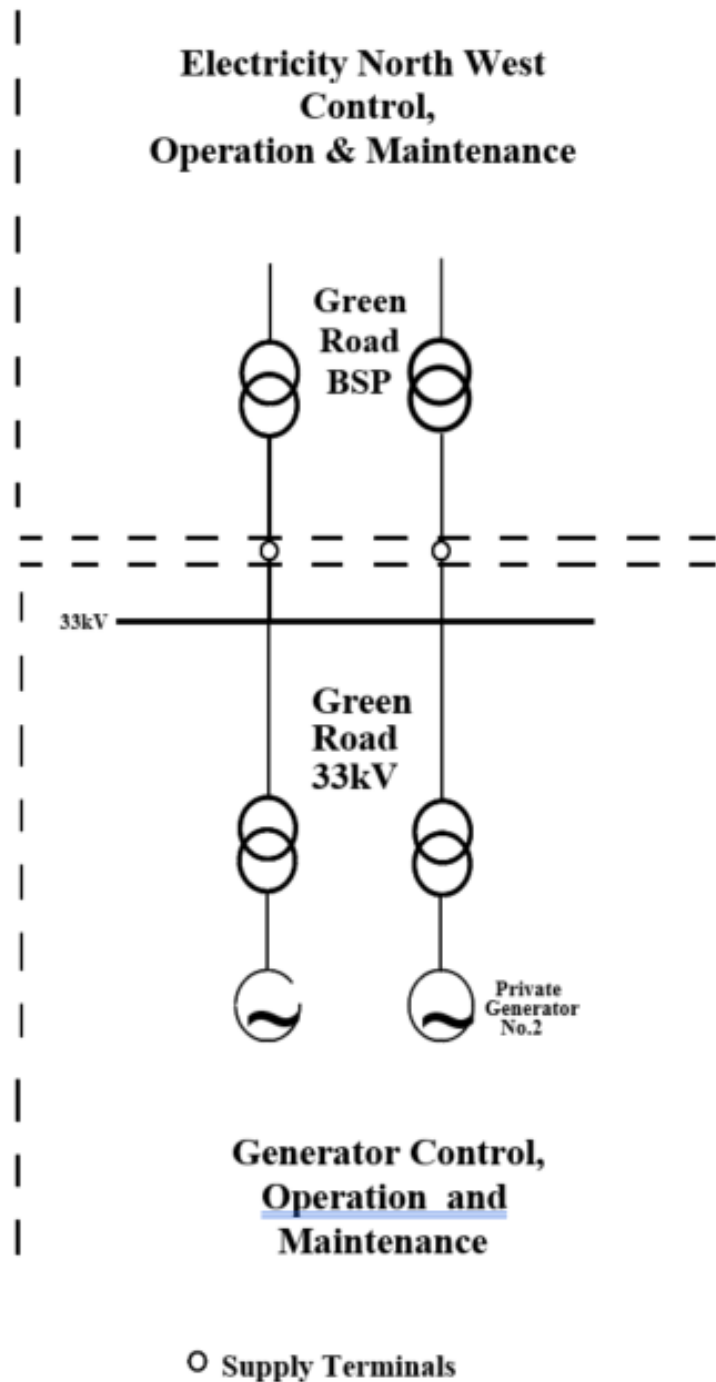 Electricity North West
Control,
Operation & Maintenance
Green
Road
BSP
33kV
Green
Road
33kV
Private
Generator
No.2
Generator Control,
Operation and
Maintenance
Supply Terminals